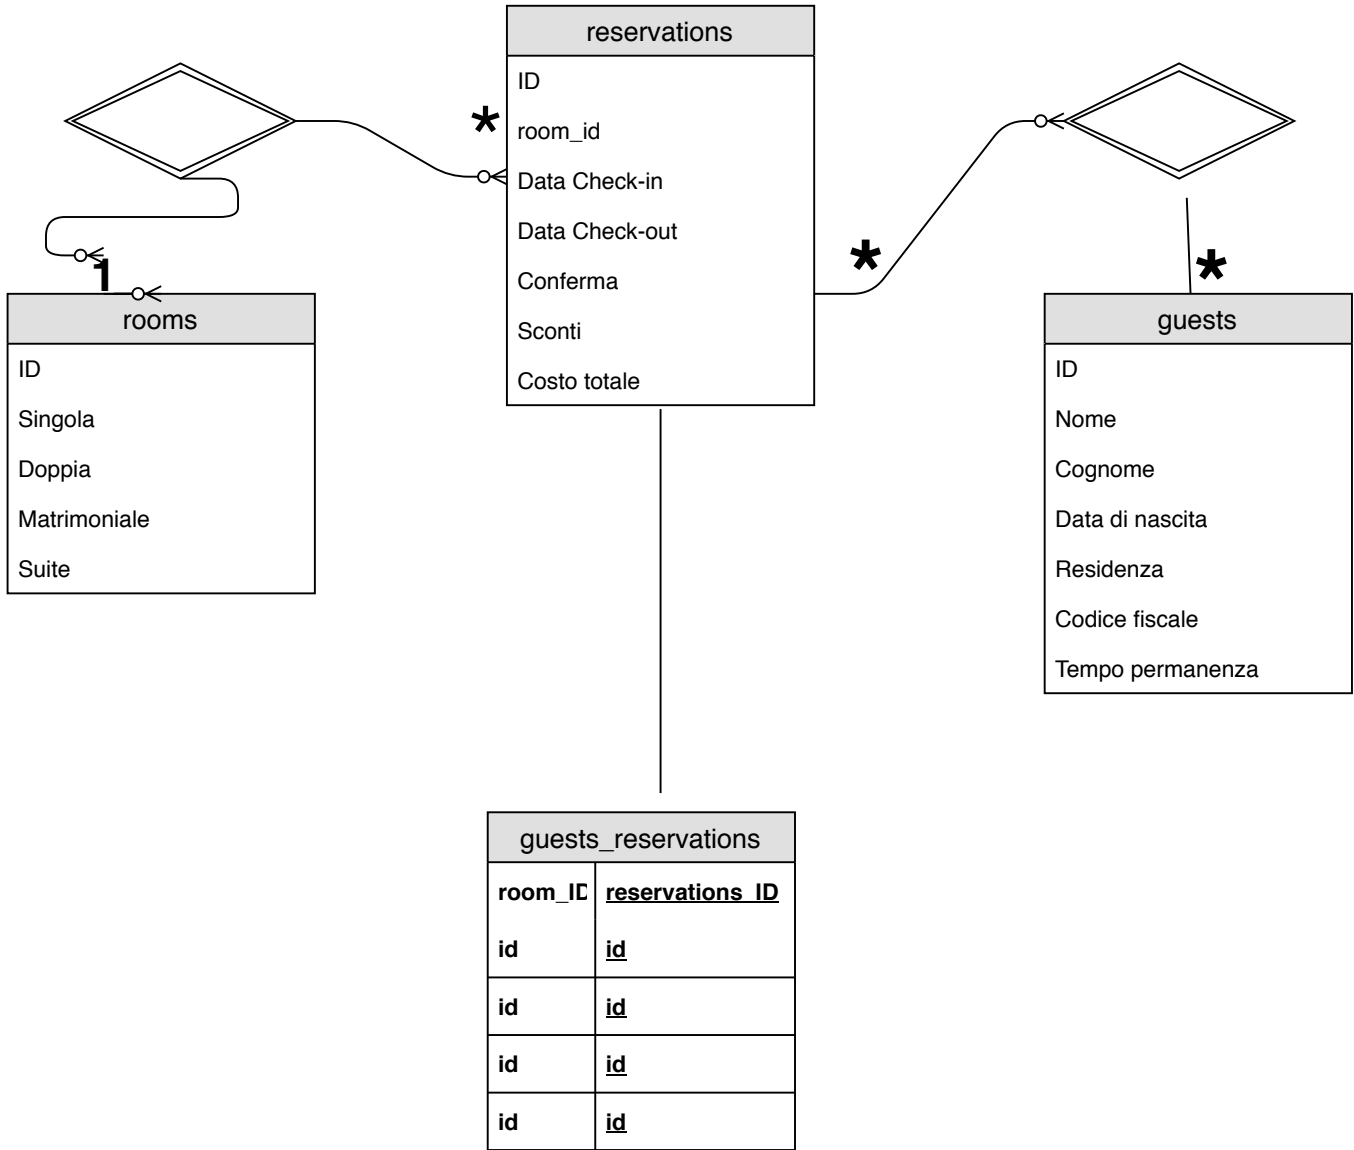 reservations
ID
room_id
Data Check-in
Data Check-out
Conferma
Sconti
Costo totale
*
*
*
1
rooms
ID
Singola
Doppia
Matrimoniale
Suite
guests
ID
Nome
Cognome
Data di nascita
Residenza
Codice fiscale
Tempo permanenza
guests_reservations
room_ID reservations_ID
id id
id id
id id
id id